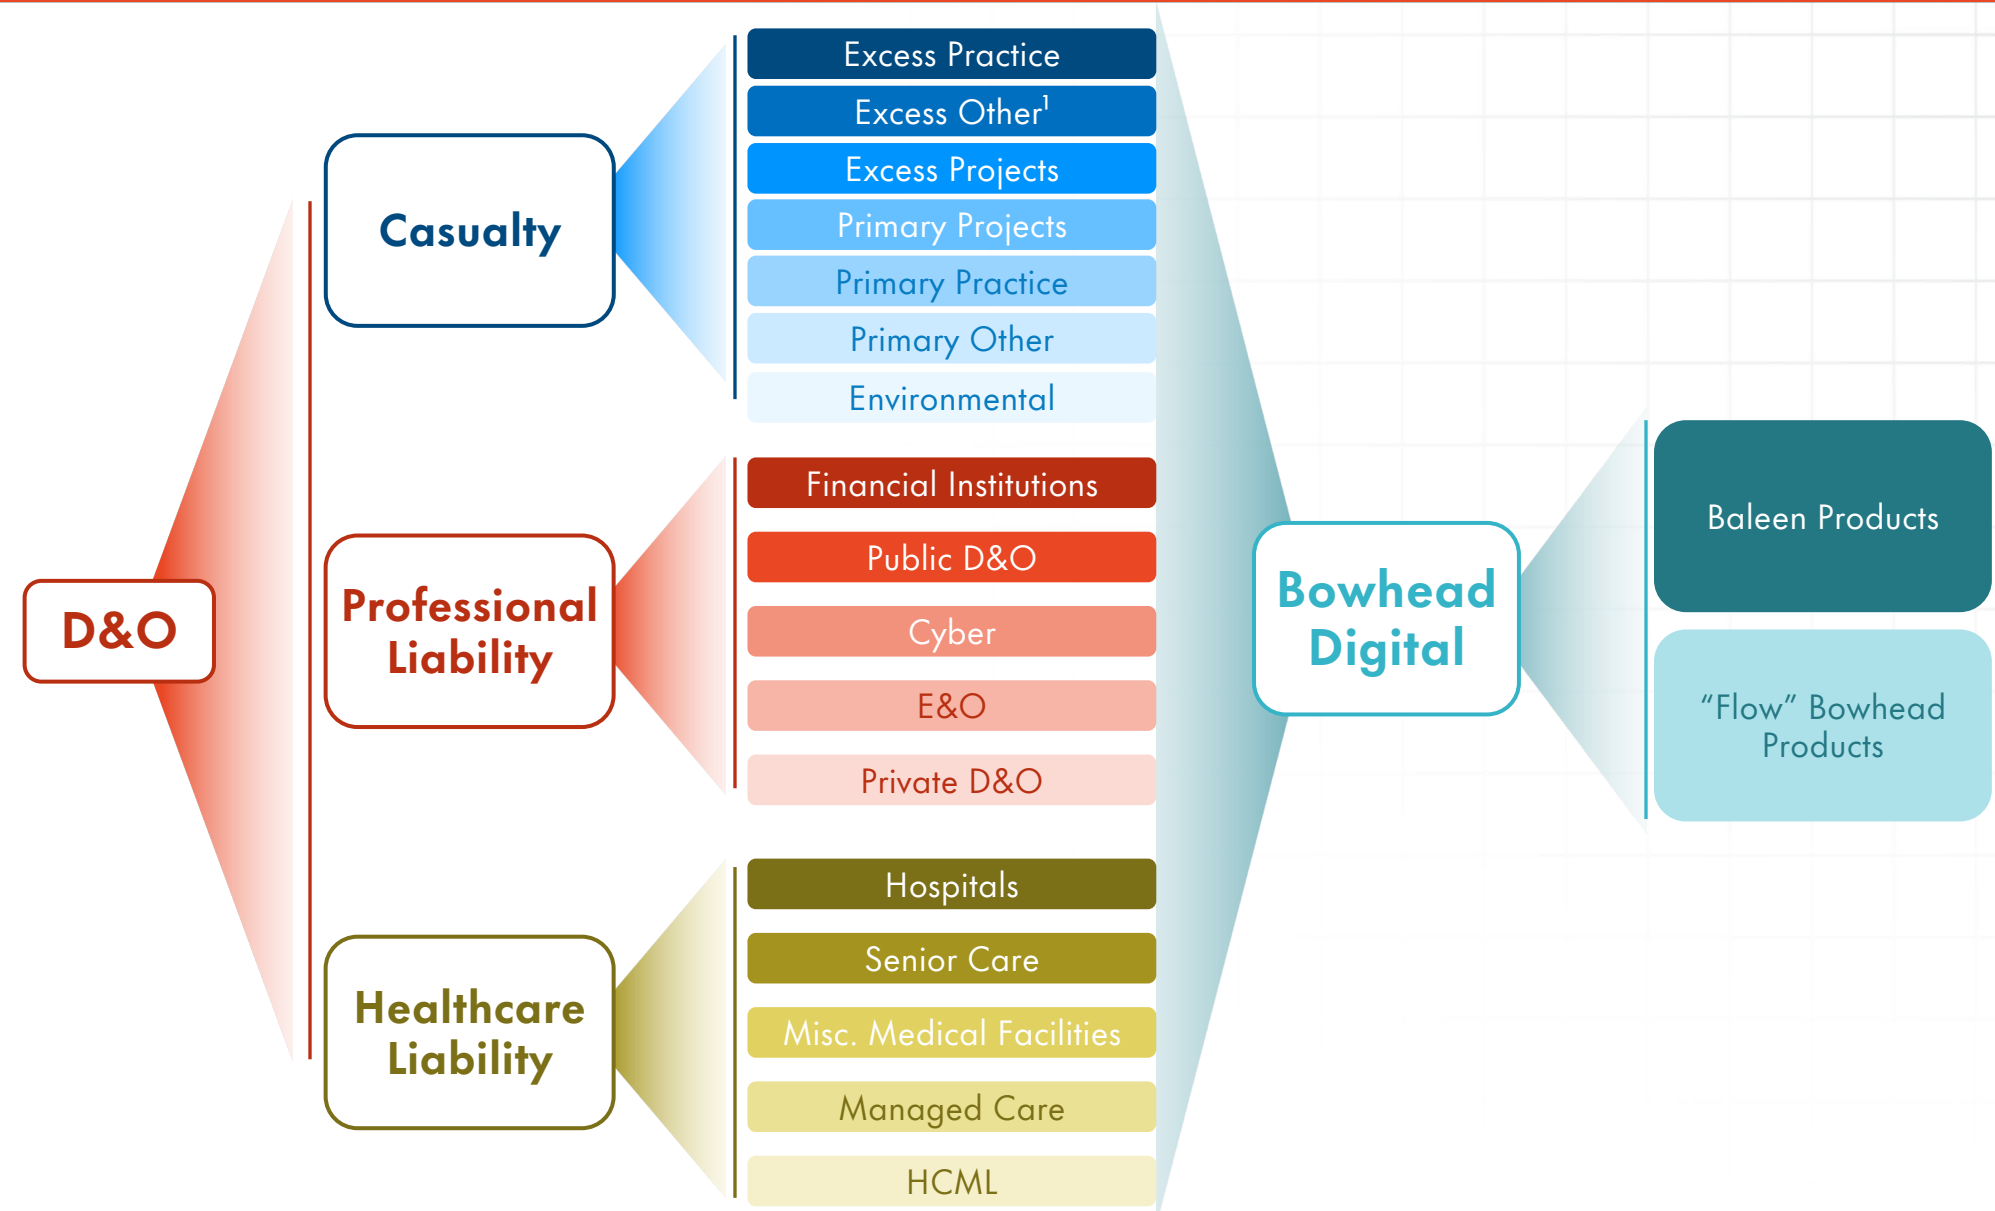 D&O
Casualty
Excess Practice
Excess Other¹
Excess Projects
Primary Projects
Primary Practice
Primary Other
Environmental
Professional
Liability
Financial Institutions
Public D&O
Cyber
E&O
Private D&O
Healthcare
Liability
Hospitals
Senior Care
Misc. Medical Facilities
Managed Care
HCML
Bowhead
Digital
Baleen Products
“Flow” Bowhead
Products